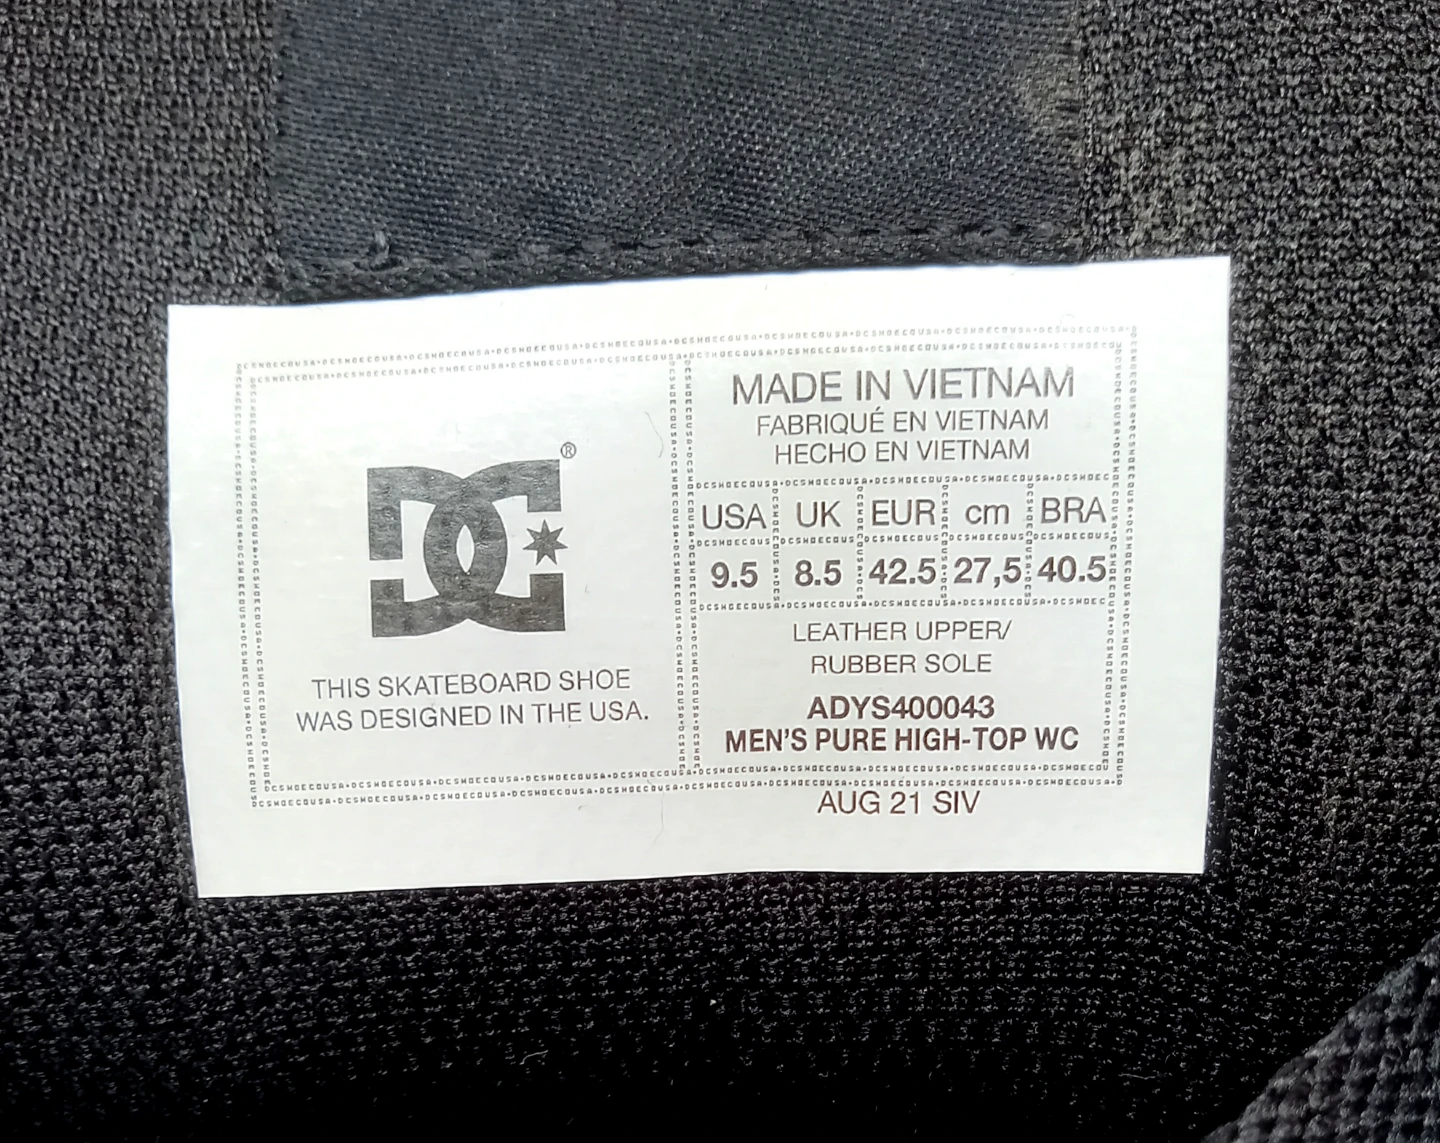 DC®
THIS SKATEBOARD SHOE
WAS DESIGNED IN THE USA.
MADE IN VIETNAM
FABRIQUÉ EN VIETNAM
HECHO EN VIETNAM
USA UK EUR cm BRA
9.5 8.5 42.5 27,5 40.5
LEATHER UPPER/
RUBBER SOLE
ADYS400043
MEN'S PURE HIGH-TOP WC
AUG 21 SIV